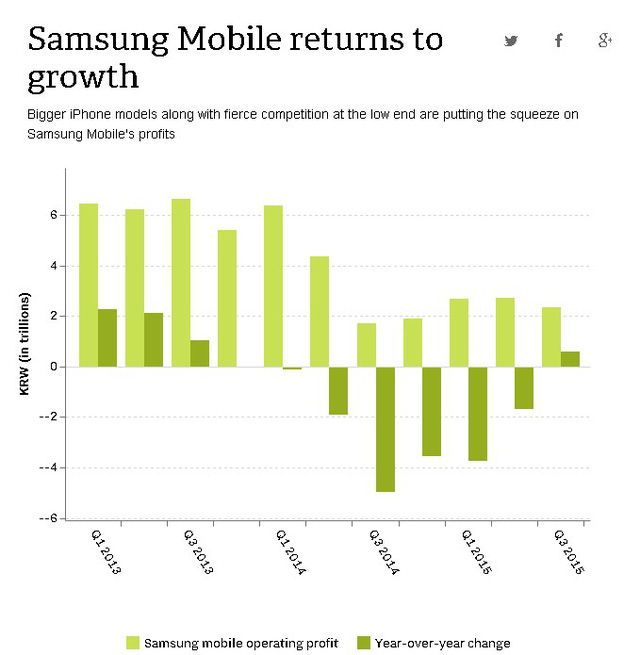 Samsung Mobile returns to
growth
Bigger iPhone models along with fierce competition at the low end are putting the squeeze on
Samsung Mobile's profits
KRW (in trillions)
6
4
2
0
--2
--4
--6
Q1 2013
Q3 2013
Q1 2014
Q3 2014
Q1 2015
Q3 2015
Samsung mobile operating profit
Year-over-year change